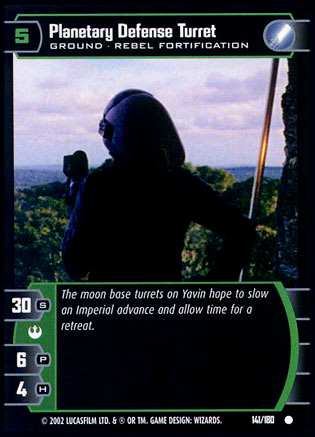 5 Planetary Defense Turret
GROUND · REBEL FORTIFICATION
30 S
The moon base turrets on Yavin hope to slow
an Imperial advance and allow time for a
retreat.
6 P
4 H
© 2002 LUCASFILM LTD. & ® OR TM. GAME DESIGN: WIZARDS. 141/180